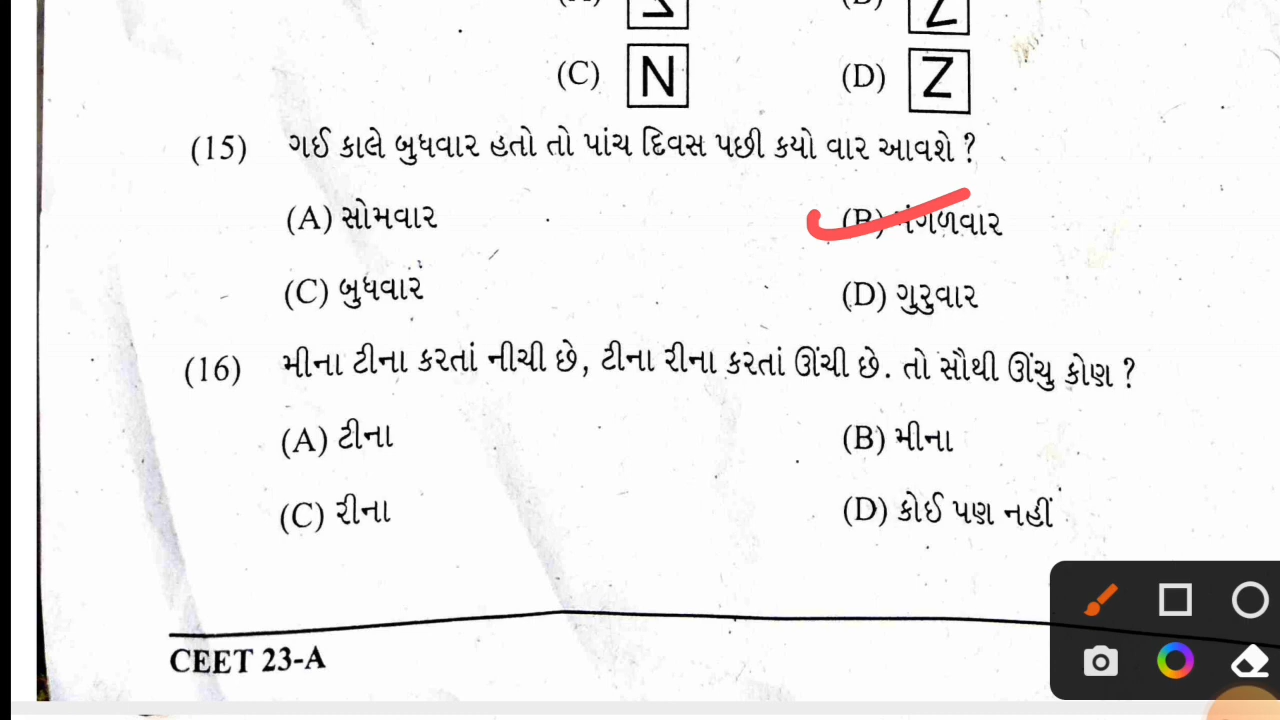 (C) N (D) Z
(15) ગઈ કાલે બુધવાર હતો તો પાંચ દિવસ પછી કયો વાર આવશે ?
(A) સોમવાર (B) મંગળવાર
(C) બુધવાર (D) ગુરુવાર
(16) મીના ટીના કરતાં નીચી છે, ટીના રીના કરતાં ઊંચી છે. તો સૌથી ઊંચુ કોણ ?
(A) ટીના (B) મીના
(C) રીના (D) કોઈ પણ નહીં
CEET 23-A